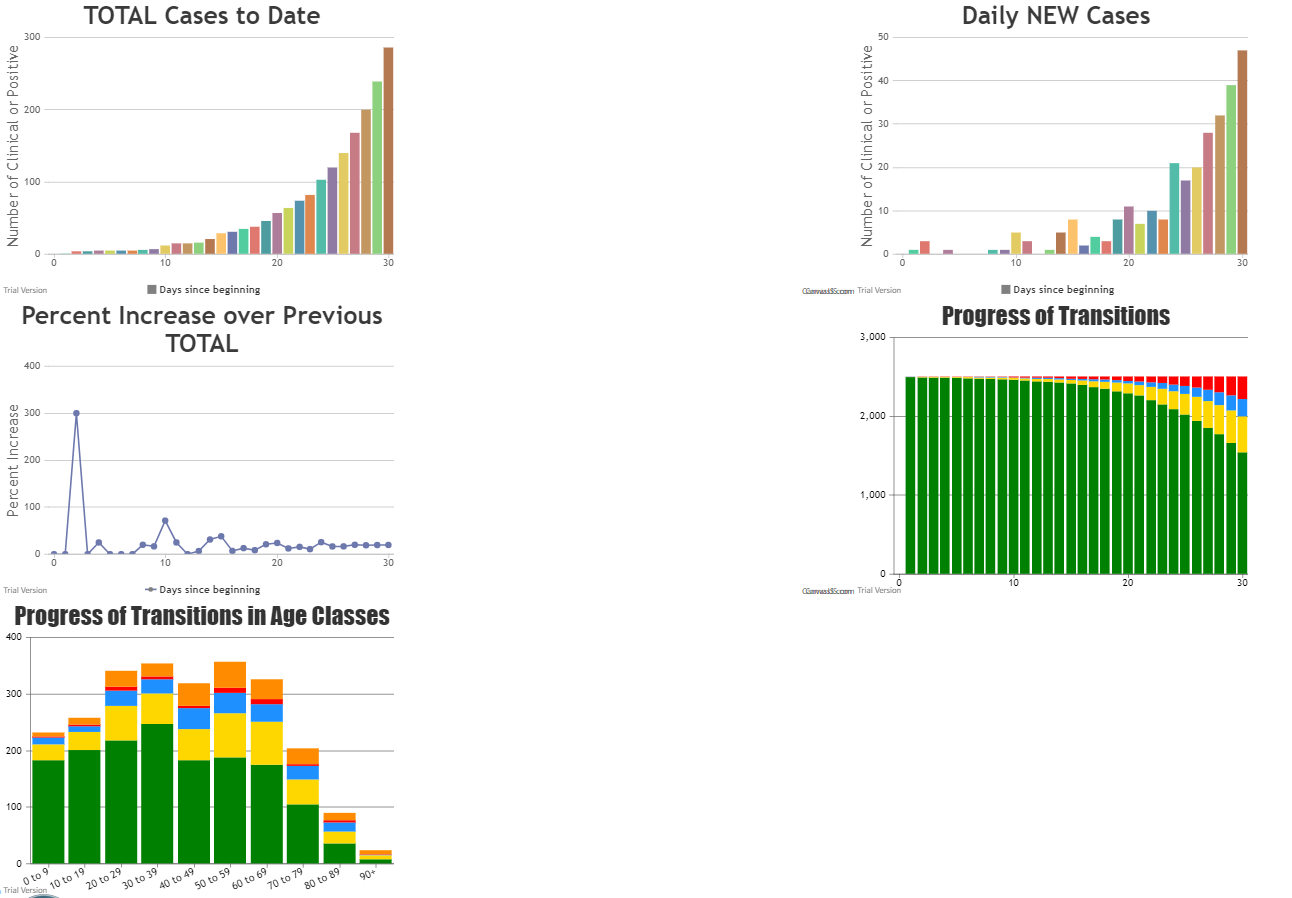 TOTAL Cases to Date
Number of Clinical or Positive
300
200
100
0
0 10 20 30
Days since beginning
Trial Version
Daily NEW Cases
Number of Clinical or Positive
50
40
30
20
10
0
0 10 20 30
Days since beginning
Trial Version
Percent Increase over Previous
TOTAL
Percent Increase
400
300
200
100
0
0 10 20 30
Days since beginning
Trial Version
Progress of Transitions
3,000
2,000
1,000
0
0 10 20 30
Trial Version
Progress of Transitions in Age Classes
400
300
200
100
0
0 to 9 10 to 19 20 to 29 30 to 39 40 to 49 50 to 59 60 to 69 70 to 79 80 to 89 90+
Trial Version